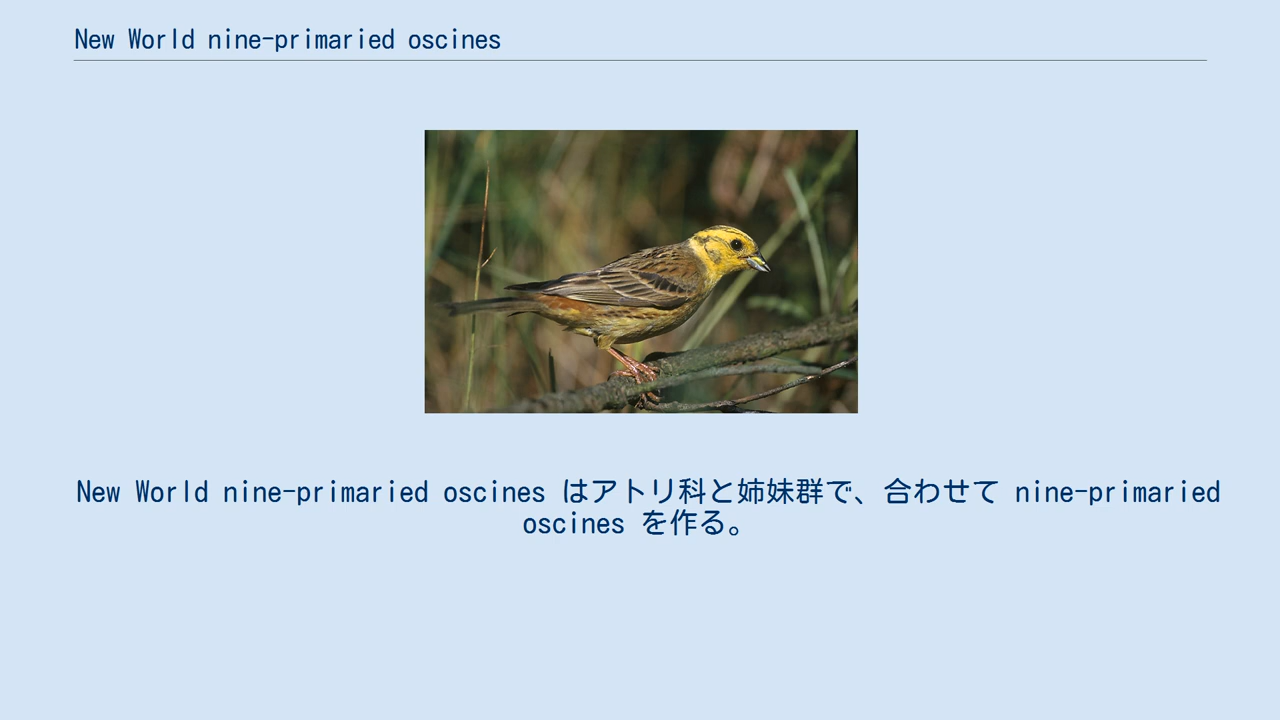 New World nine-primaried oscines
New World nine-primaried oscines はアトリ科と姉妹群で、合わせて nine-primaried
oscines を作る。